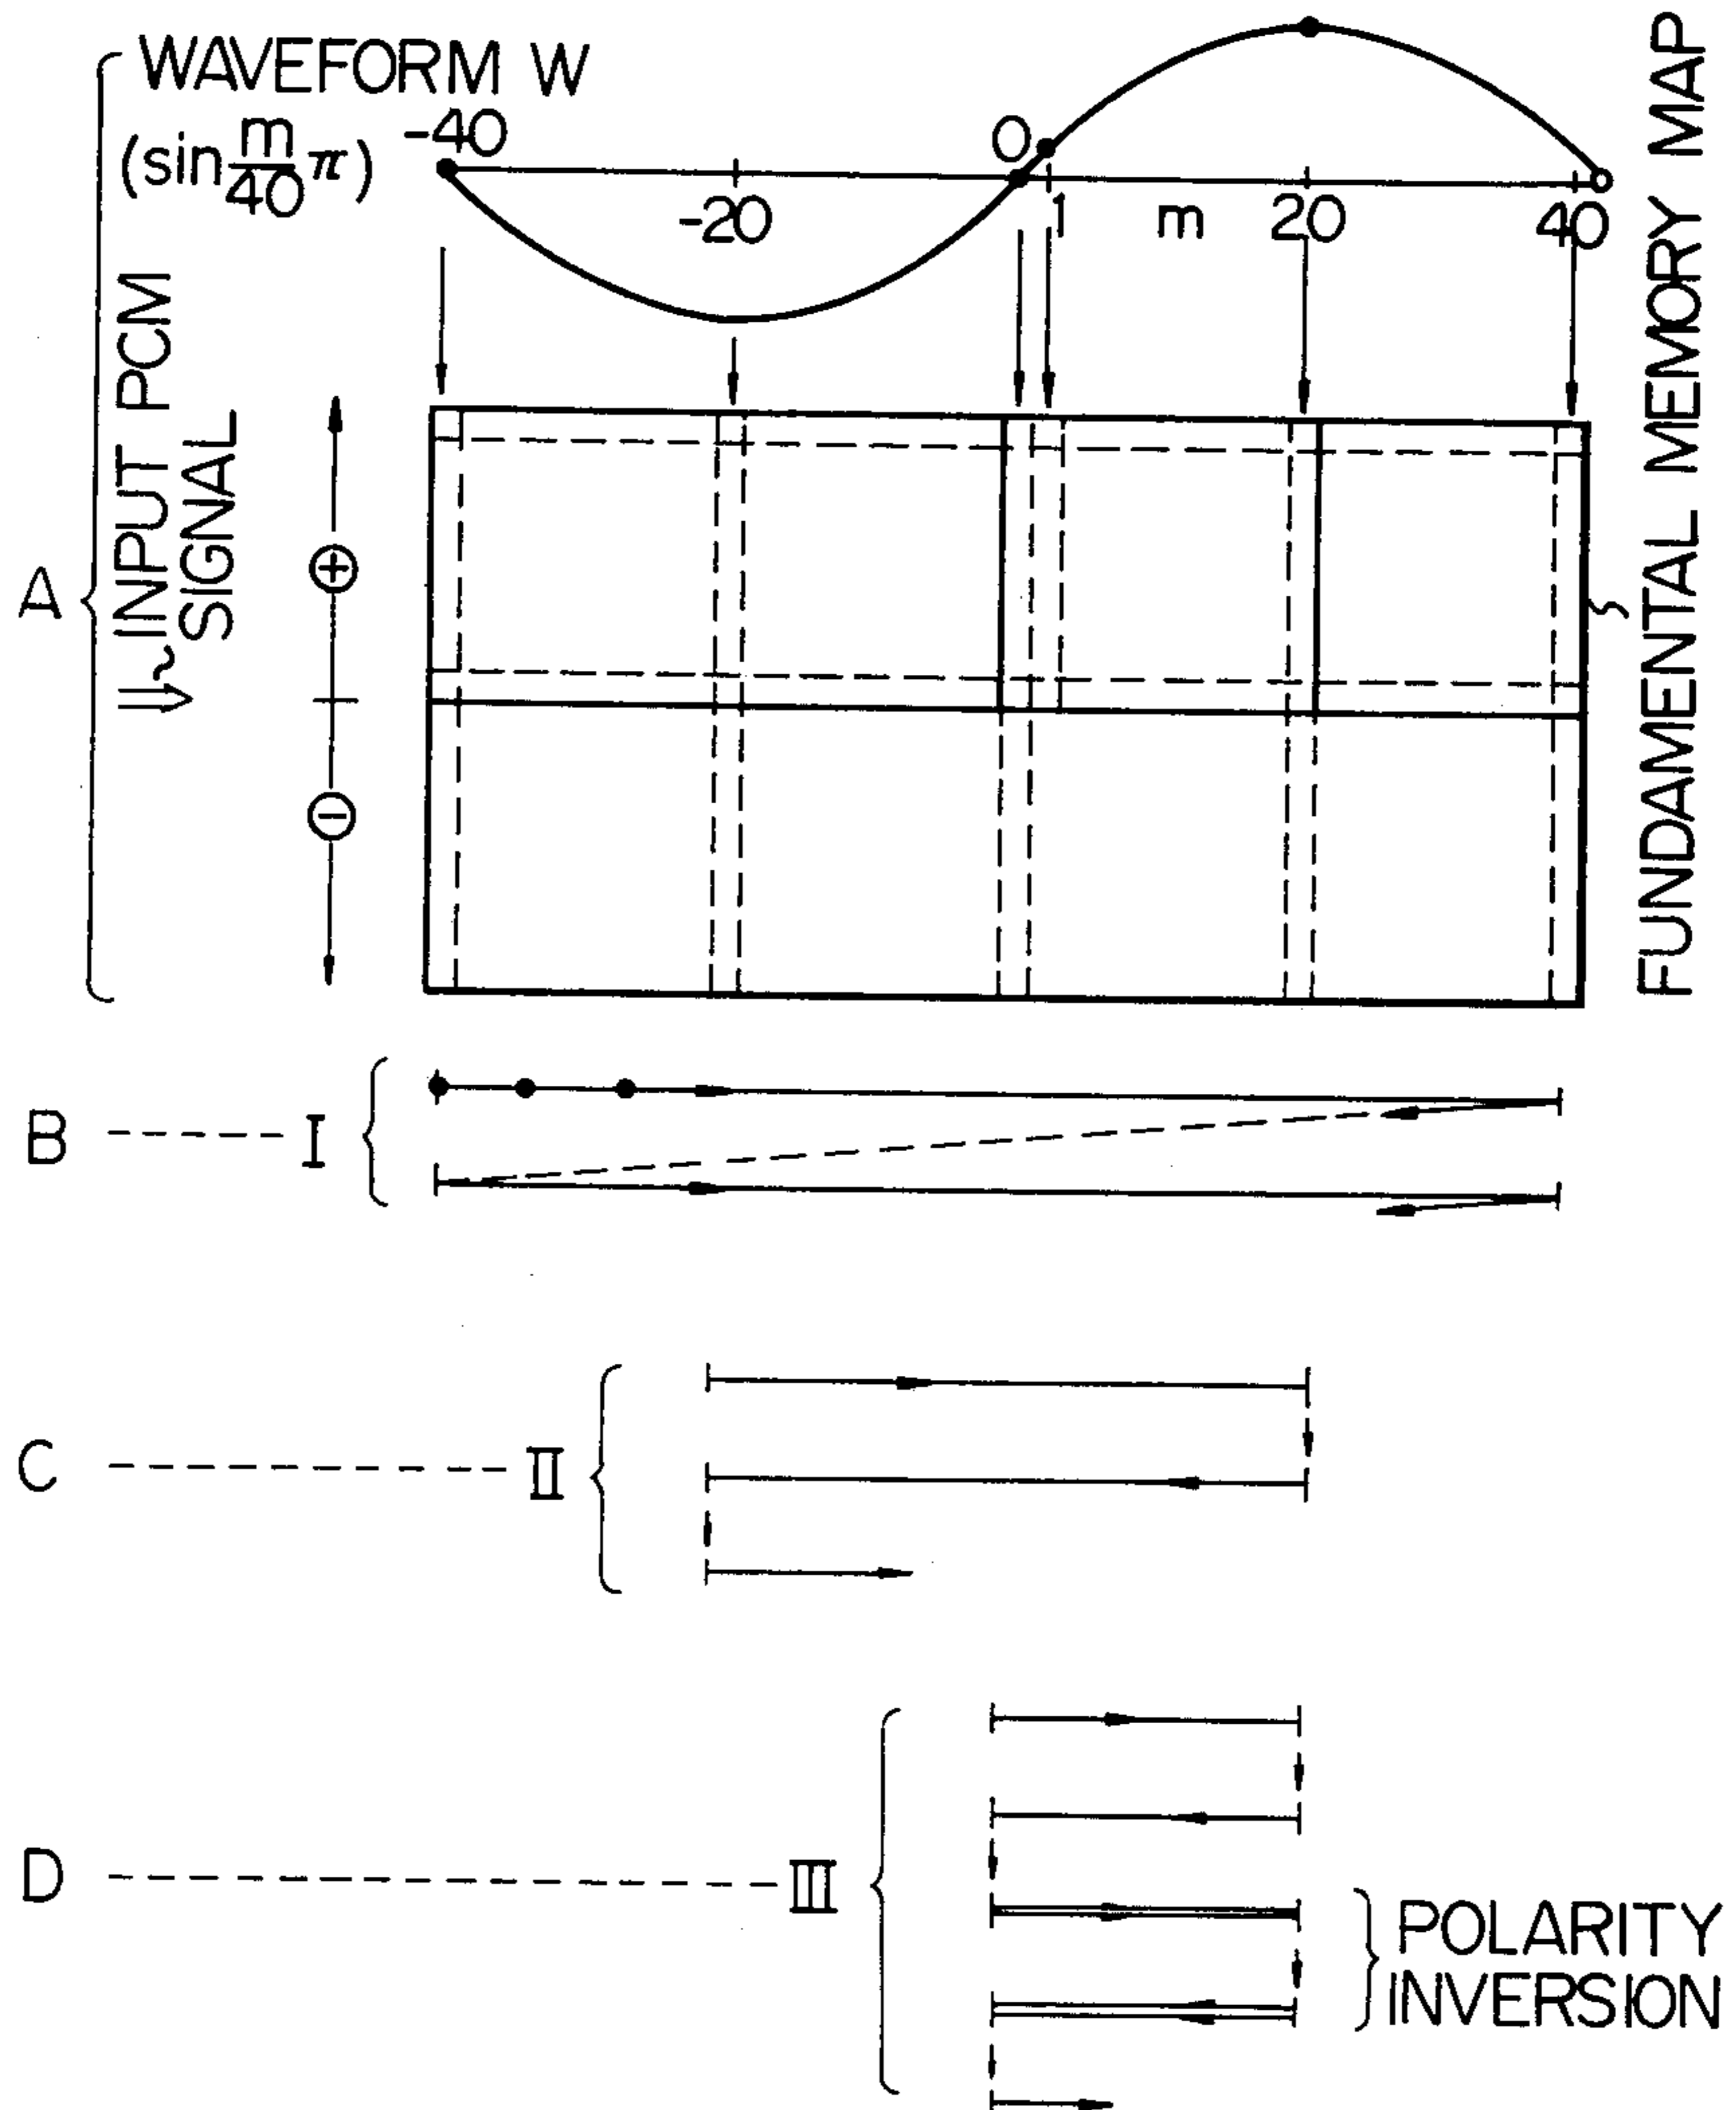 WAVEFORM W
(sin m/40 π)
-40
0
-20
1
m
20
40
A
INPUT PCM
SIGNAL
+
-
FUNDAMENTAL MEMORY MAP
B
I
C
II
D
III
POLARITY
INVERSION